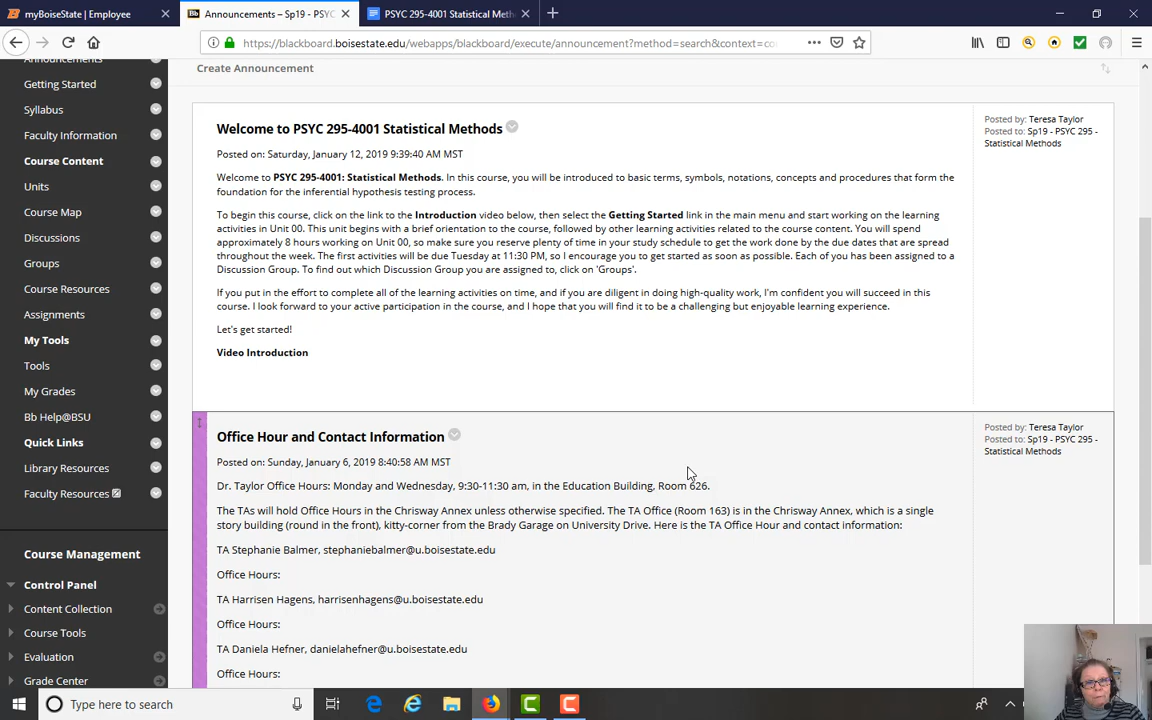 myBoiseState | Employee
Announcements – Sp19 - PSYC
PSYC 295-4001 Statistical Meth
https://blackboard.boisestate.edu/webapps/blackboard/execute/announcement?method=search&context=co
Announcements
Getting Started
Syllabus
Faculty Information
Course Content
Units
Course Map
Discussions
Groups
Course Resources
Assignments
My Tools
Tools
My Grades
Bb Help@BSU
Quick Links
Library Resources
Faculty Resources
Course Management
Control Panel
Content Collection
Course Tools
Evaluation
Grade Center
Create Announcement
Welcome to PSYC 295-4001 Statistical Methods
Posted on: Saturday, January 12, 2019 9:39:40 AM MST
Welcome to PSYC 295-4001: Statistical Methods. In this course, you will be introduced to basic terms, symbols, notations, concepts and procedures that form the
foundation for the inferential hypothesis testing process.
To begin this course, click on the link to the Introduction video below, then select the Getting Started link in the main menu and start working on the learning
activities in Unit 00. This unit begins with a brief orientation to the course, followed by other learning activities related to the course content. You will spend
approximately 8 hours working on Unit 00, so make sure you reserve plenty of time in your study schedule to get the work done by the due dates that are spread
throughout the week. The first activities will be due Tuesday at 11:30 PM, so I encourage you to get started as soon as possible. Each of you has been assigned to a
Discussion Group. To find out which Discussion Group you are assigned to, click on 'Groups'.
If you put in the effort to complete all of the learning activities on time, and if you are diligent in doing high-quality work, I'm confident you will succeed in this
course. I look forward to your active participation in the course, and I hope that you will find it to be a challenging but enjoyable learning experience.
Let's get started!
Video Introduction
Posted by: Teresa Taylor
Posted to: Sp19 - PSYC 295 -
Statistical Methods
Office Hour and Contact Information
Posted on: Sunday, January 6, 2019 8:40:58 AM MST
Dr. Taylor Office Hours: Monday and Wednesday, 9:30-11:30 am, in the Education Building, Room 626.
The TAs will hold Office Hours in the Chrisway Annex unless otherwise specified. The TA Office (Room 163) is in the Chrisway Annex, which is a single
story building (round in the front), kitty-corner from the Brady Garage on University Drive. Here is the TA Office Hour and contact information:
TA Stephanie Balmer, stephaniebalmer@u.boisestate.edu
Office Hours:
TA Harrisen Hagens, harrisenhagens@u.boisestate.edu
Office Hours:
TA Daniela Hefner, danielahefner@u.boisestate.edu
Office Hours:
Posted by: Teresa Taylor
Posted to: Sp19 - PSYC 295 -
Statistical Methods
Type here to search